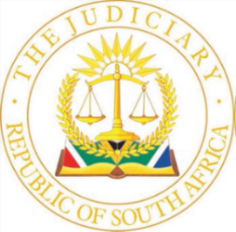 THE JUDICIARY
REPUBLIC OF SOUTH AFRICA